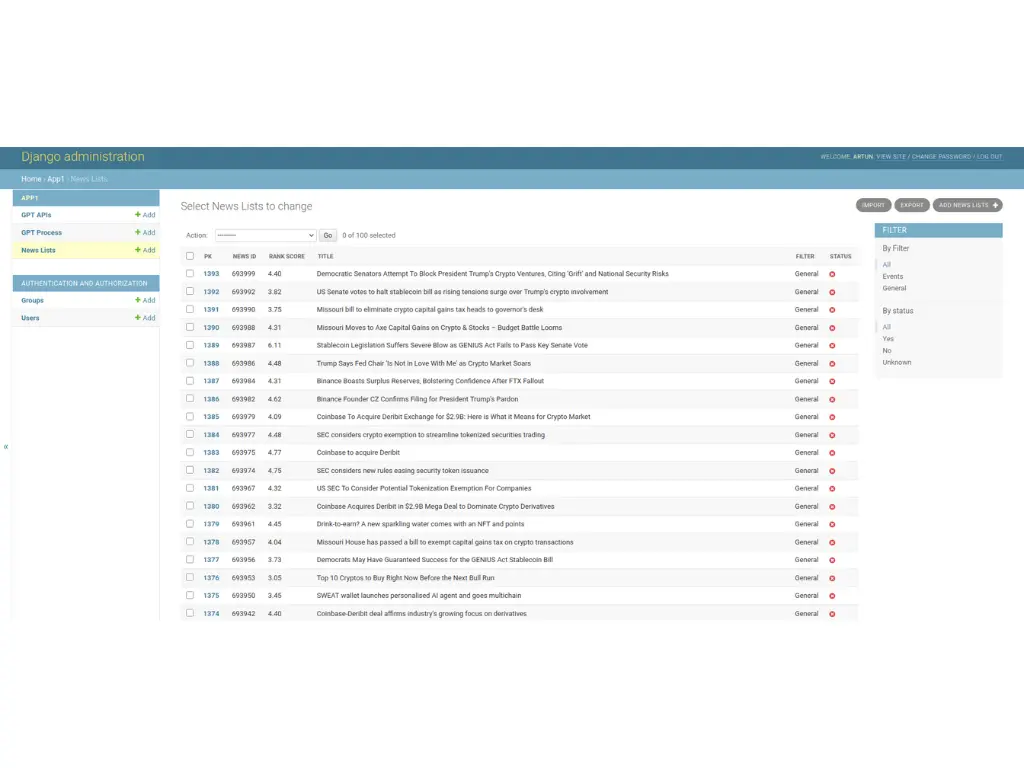 Django administration
WELCOME, ARTUN. VIEW SITE / CHANGE PASSWORD / LOG OUT
Home › App1 › News Lists
APP1
GPT APIs + Add
GPT Process + Add
News Lists + Add
AUTHENTICATION AND AUTHORIZATION
Groups + Add
Users + Add
«
Select News Lists to change
IMPORT EXPORT ADD NEWS LISTS +
Action: --------- Go 0 of 100 selected
PK NEWS ID RANK SCORE TITLE FILTER STATUS
1393 693999 4.40 Democratic Senators Attempt To Block President Trump's Crypto Ventures, Citing 'Grift' and National Security Risks General
1392 693992 3.82 US Senate votes to halt stablecoin bill as rising tensions surge over Trump's crypto involvement General
1391 693990 3.75 Missouri bill to eliminate crypto capital gains tax heads to governor's desk General
1390 693988 4.31 Missouri Moves to Axe Capital Gains on Crypto & Stocks – Budget Battle Looms General
1389 693987 6.11 Stablecoin Legislation Suffers Severe Blow as GENIUS Act Fails to Pass Key Senate Vote General
1388 693986 4.48 Trump Says Fed Chair 'Is Not in Love With Me' as Crypto Market Soars General
1387 693984 4.31 Binance Boasts Surplus Reserves, Bolstering Confidence After FTX Fallout General
1386 693982 4.62 Binance Founder CZ Confirms Filing for President Trump's Pardon General
1385 693979 4.09 Coinbase To Acquire Deribit Exchange for $2.9B: Here is What it Means for Crypto Market General
1384 693977 4.48 SEC considers crypto exemption to streamline tokenized securities trading General
1383 693975 4.77 Coinbase to acquire Deribit General
1382 693974 4.75 SEC considers new rules easing security token issuance General
1381 693967 4.32 US SEC To Consider Potential Tokenization Exemption For Companies General
1380 693962 3.32 Coinbase Acquires Deribit in $2.9B Mega Deal to Dominate Crypto Derivatives General
1379 693961 4.45 Drink-to-earn? A new sparkling water comes with an NFT and points General
1378 693957 4.04 Missouri House has passed a bill to exempt capital gains tax on crypto transactions General
1377 693956 3.73 Democrats May Have Guaranteed Success for the GENIUS Act Stablecoin Bill General
1376 693953 3.05 Top 10 Cryptos to Buy Right Now Before the Next Bull Run General
1375 693950 3.45 SWEAT wallet launches personalised AI agent and goes multichain General
1374 693942 4.40 Coinbase-Deribit deal affirms industry's growing focus on derivatives General
FILTER
By Filter
All
Events
General
By status
All
Yes
No
Unknown